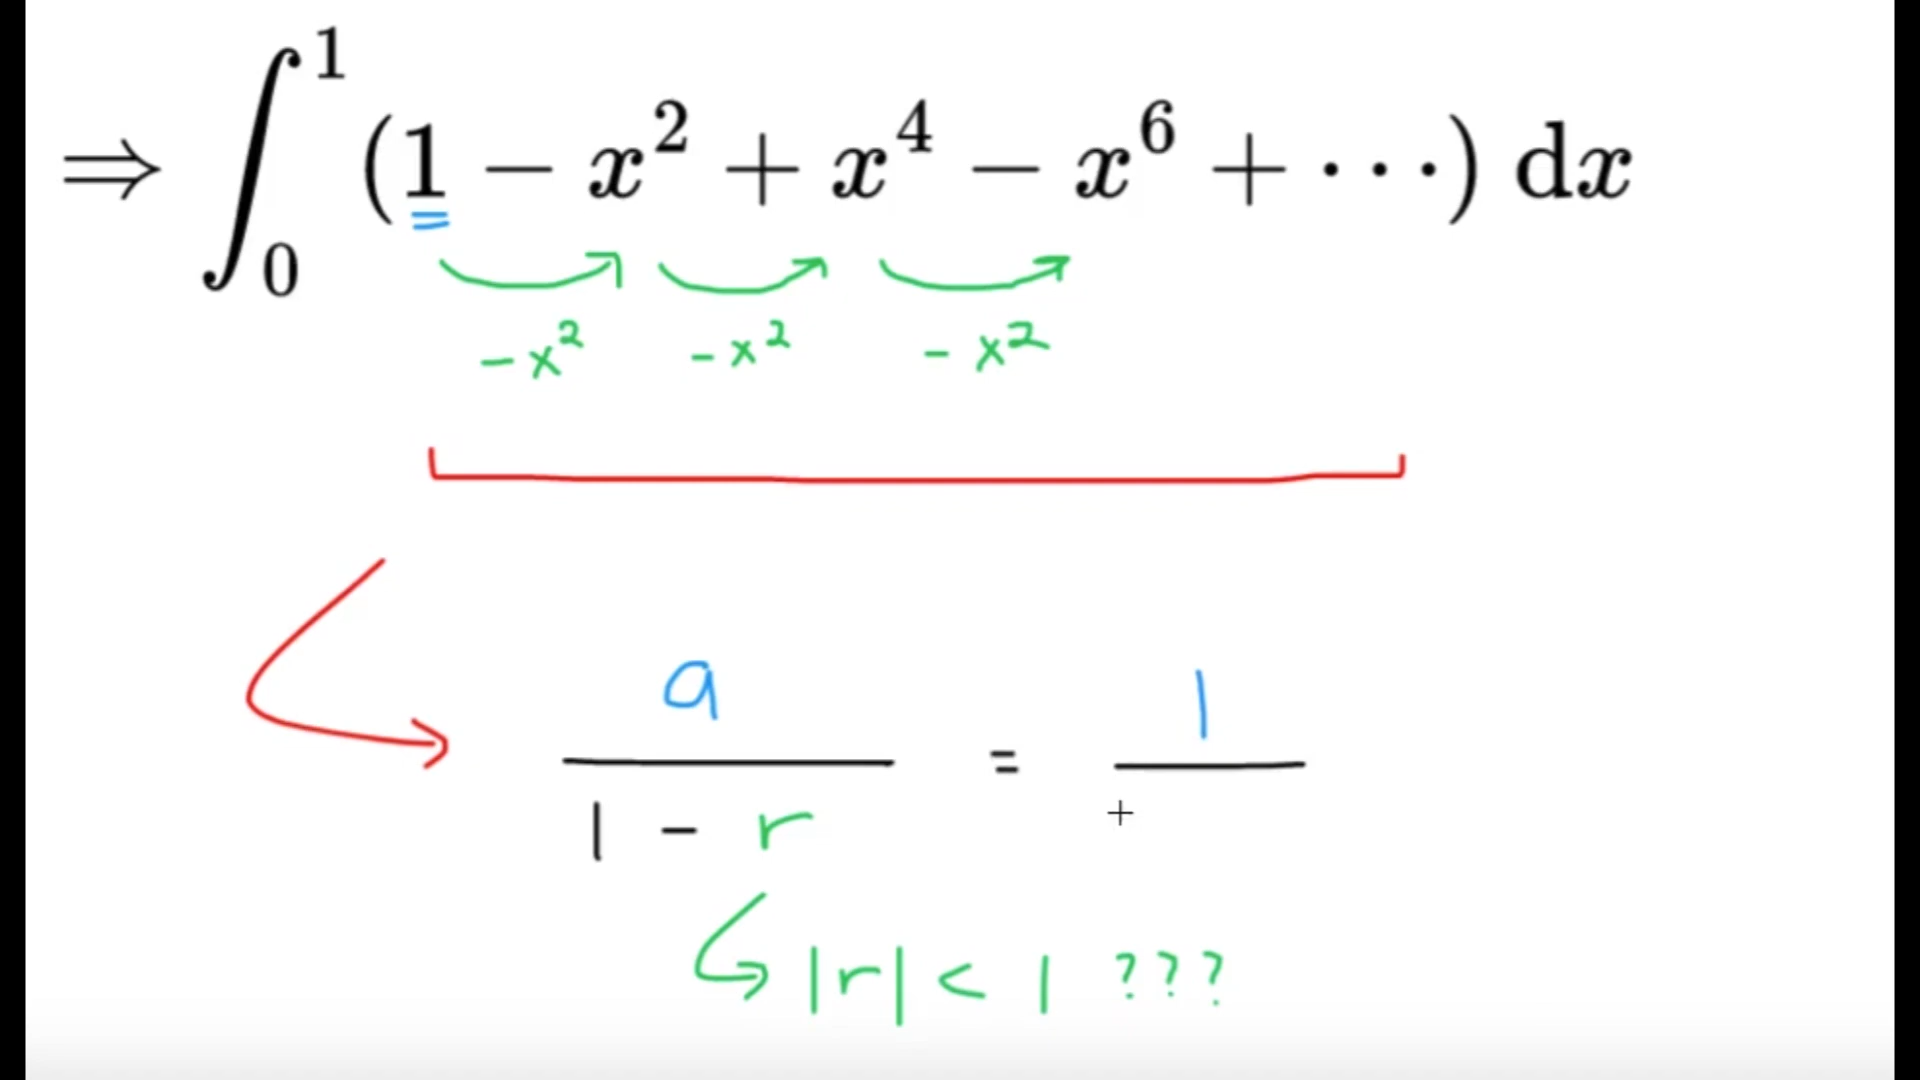 ⇒ ∫₀¹ (1 − x² + x⁴ − x⁶ + ⋯) dx
−x² −x² −x²
a = 1
1 − r
|r| < 1 ???